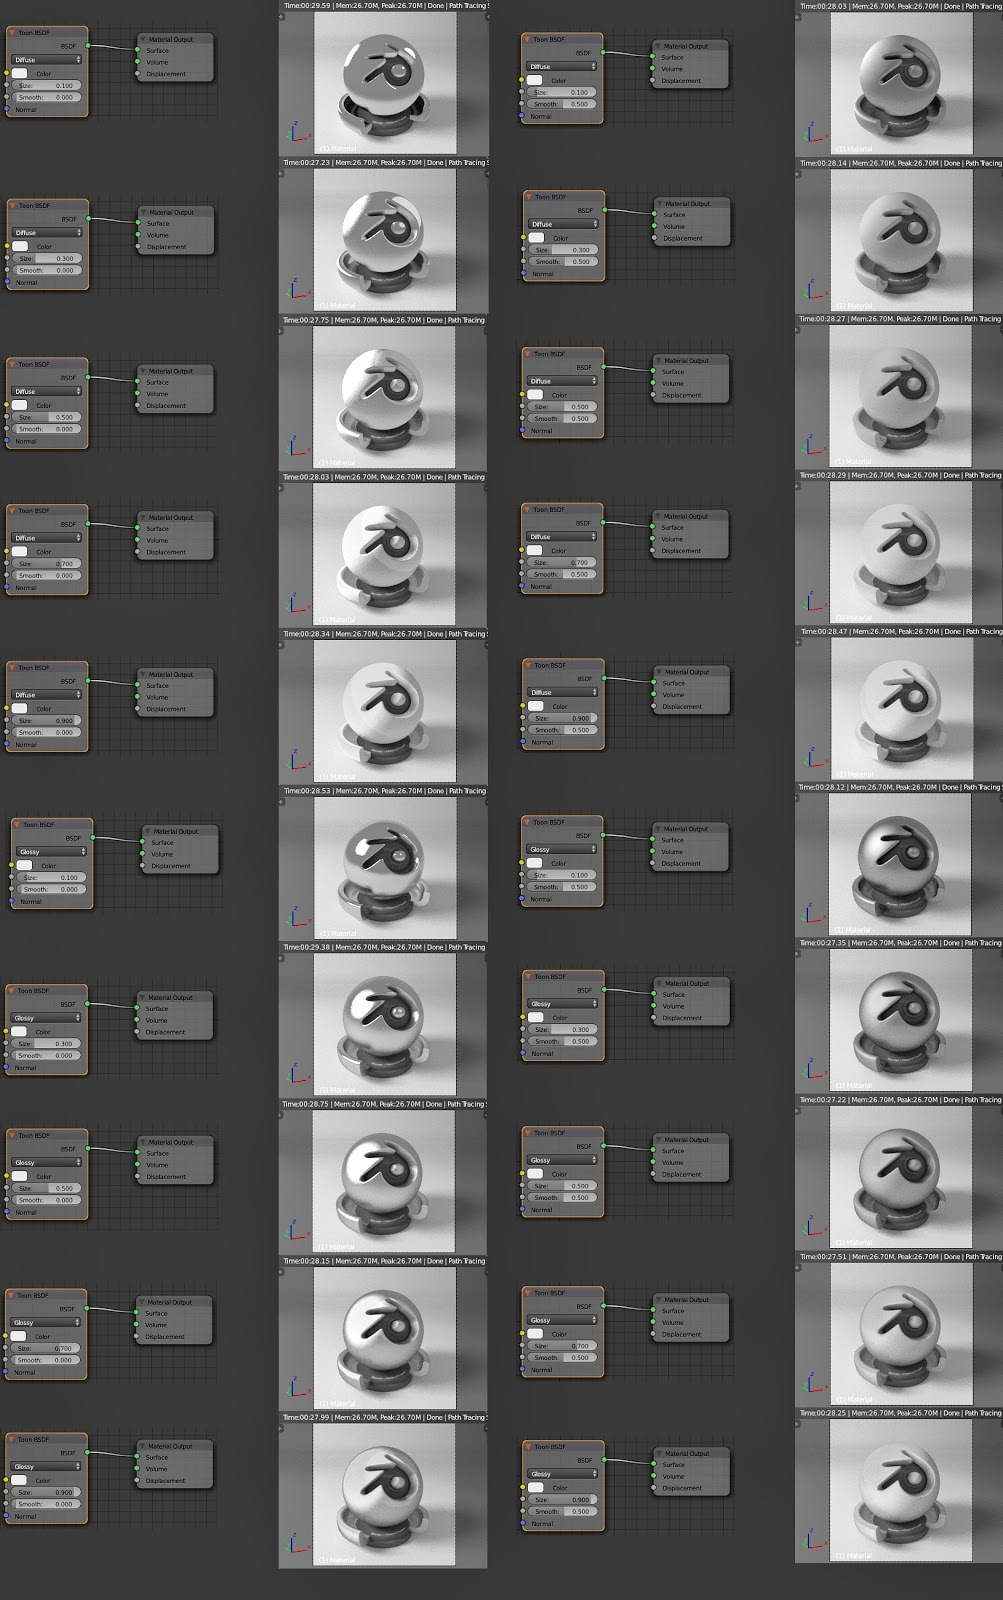 Time:00:29.59 | Mem:26.70M, Peak:26.70M | Done | Path Tracing S
Toon BSDF
BSDF
Diffuse
Color
Size: 0.100
Smooth: 0.000
Normal
Material Output
Surface
Volume
Displacement
(1) Material
Time:00:28.03 | Mem:26.70M, Peak:26.70M | Done | Path Tracing
Toon BSDF
BSDF
Diffuse
Color
Size: 0.100
Smooth: 0.500
Normal
Material Output
Surface
Volume
Displacement
(1) Material
Time:00:27.23 | Mem:26.70M, Peak:26.70M | Done | Path Tracing S
Toon BSDF
BSDF
Diffuse
Color
Size: 0.300
Smooth: 0.000
Normal
Material Output
Surface
Volume
Displacement
(1) Material
Time:00:28.14 | Mem:26.70M, Peak:26.70M | Done | Path Tracing
Toon BSDF
BSDF
Diffuse
Color
Size: 0.300
Smooth: 0.500
Normal
Material Output
Surface
Volume
Displacement
(1) Material
Time:00:27.75 | Mem:26.70M, Peak:26.70M | Done | Path Tracing
Toon BSDF
BSDF
Diffuse
Color
Size: 0.500
Smooth: 0.000
Normal
Material Output
Surface
Volume
Displacement
(1) Material
Time:00:28.27 | Mem:26.70M, Peak:26.70M | Done | Path Tracing
Toon BSDF
BSDF
Diffuse
Color
Size: 0.500
Smooth: 0.500
Normal
Material Output
Surface
Volume
Displacement
(1) Material
Time:00:28.03 | Mem:26.70M, Peak:26.70M | Done | Path Tracing
Toon BSDF
BSDF
Diffuse
Color
Size: 0.700
Smooth: 0.000
Normal
Material Output
Surface
Volume
Displacement
(1) Material
Time:00:28.29 | Mem:26.70M, Peak:26.70M | Done | Path Tracing
Toon BSDF
BSDF
Diffuse
Color
Size: 0.700
Smooth: 0.500
Normal
Material Output
Surface
Volume
Displacement
(1) Material
Time:00:28.34 | Mem:26.70M, Peak:26.70M | Done | Path Tracing S
Toon BSDF
BSDF
Diffuse
Color
Size: 0.900
Smooth: 0.000
Normal
Material Output
Surface
Volume
Displacement
(1) Material
Time:00:28.47 | Mem:26.70M, Peak:26.70M | Done | Path Tracing
Toon BSDF
BSDF
Diffuse
Color
Size: 0.900
Smooth: 0.500
Normal
Material Output
Surface
Volume
Displacement
(1) Material
Time:00:28.53 | Mem:26.70M, Peak:26.70M | Done | Path Tracing S
Toon BSDF
BSDF
Glossy
Color
Size: 0.100
Smooth: 0.000
Normal
Material Output
Surface
Volume
Displacement
(1) Material
Time:00:28.12 | Mem:26.70M, Peak:26.70M | Done | Path Tracing S
Toon BSDF
BSDF
Glossy
Color
Size: 0.100
Smooth: 0.500
Normal
Material Output
Surface
Volume
Displacement
(1) Material
Time:00:29.38 | Mem:26.70M, Peak:26.70M | Done | Path Tracing
Toon BSDF
BSDF
Glossy
Color
Size: 0.300
Smooth: 0.000
Normal
Material Output
Surface
Volume
Displacement
(1) Material
Time:00:27.35 | Mem:26.70M, Peak:26.70M | Done | Path Tracing
Toon BSDF
BSDF
Glossy
Color
Size: 0.300
Smooth: 0.500
Normal
Material Output
Surface
Volume
Displacement
(1) Material
Time:00:28.75 | Mem:26.70M, Peak:26.70M | Done | Path Tracing S
Toon BSDF
BSDF
Glossy
Color
Size: 0.500
Smooth: 0.000
Normal
Material Output
Surface
Volume
Displacement
(1) Material
Time:00:27.22 | Mem:26.70M, Peak:26.70M | Done | Path Tracing
Toon BSDF
BSDF
Glossy
Color
Size: 0.500
Smooth: 0.500
Normal
Material Output
Surface
Volume
Displacement
(1) Material
Time:00:28.15 | Mem:26.70M, Peak:26.70M | Done | Path Tracing S
Toon BSDF
BSDF
Glossy
Color
Size: 0.700
Smooth: 0.000
Normal
Material Output
Surface
Volume
Displacement
(1) Material
Time:00:27.51 | Mem:26.70M, Peak:26.70M | Done | Path Tracing
Toon BSDF
BSDF
Glossy
Color
Size: 0.700
Smooth: 0.500
Normal
Material Output
Surface
Volume
Displacement
(1) Material
Time:00:27.99 | Mem:26.70M, Peak:26.70M | Done | Path Tracing S
Toon BSDF
BSDF
Glossy
Color
Size: 0.900
Smooth: 0.000
Normal
Material Output
Surface
Volume
Displacement
(1) Material
Time:00:28.25 | Mem:26.70M, Peak:26.70M | Done | Path Tracing S
Toon BSDF
BSDF
Glossy
Color
Size: 0.900
Smooth: 0.500
Normal
Material Output
Surface
Volume
Displacement
(1) Material